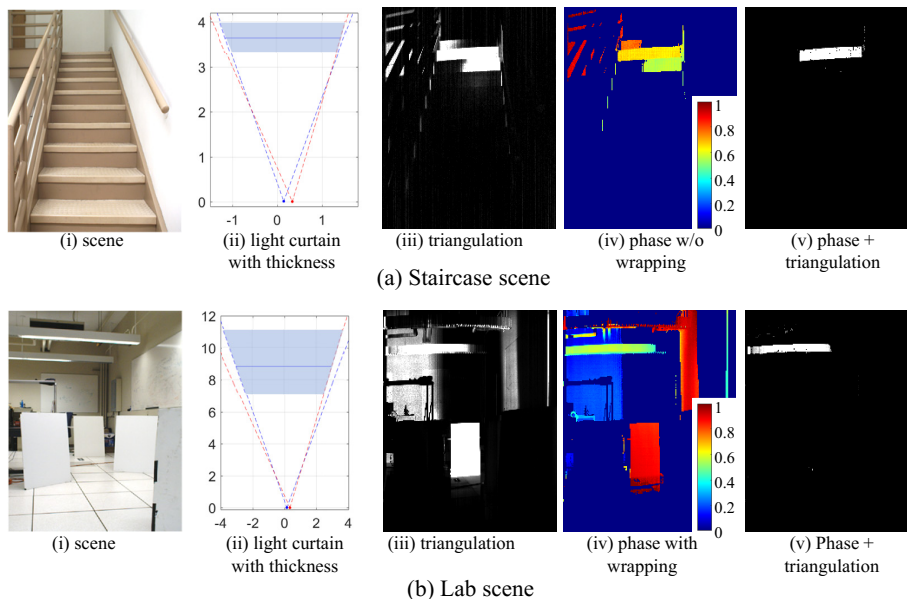 4
3
2
1
0
-1
0
1
1
0.8
0.6
0.4
0.2
0
(i) scene
(ii) light curtain
with thickness
(iii) triangulation
(iv) phase w/o
wrapping
(v) phase +
triangulation
(a) Staircase scene
12
10
8
6
4
2
0
-4
-2
0
2
4
1
0.8
0.6
0.4
0.2
0
(i) scene
(ii) light curtain
with thickness
(iii) triangulation
(iv) phase with
wrapping
(v) Phase +
triangulation
(b) Lab scene